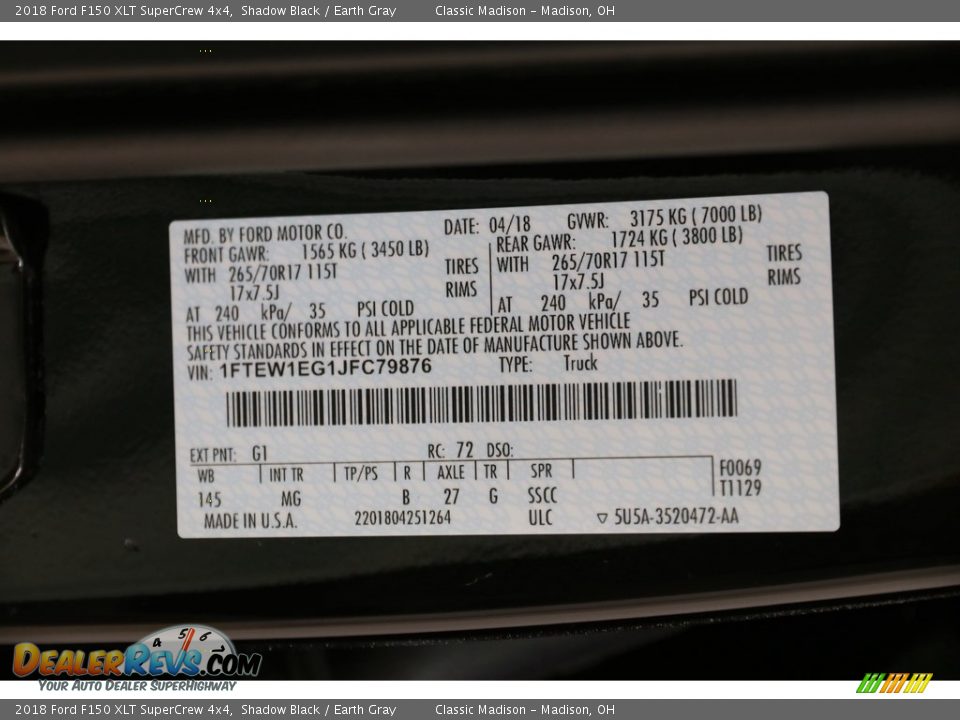 2018 Ford F150 XLT SuperCrew 4x4, Shadow Black / Earth Gray Classic Madison – Madison, OH
MFD. BY FORD MOTOR CO. DATE: 04/18 GVWR: 3175 KG ( 7000 LB)
FRONT GAWR: 1565 KG ( 3450 LB) REAR GAWR: 1724 KG ( 3800 LB)
WITH 265/70R17 115T TIRES WITH 265/70R17 115T TIRES
17x7.5J RIMS 17x7.5J RIMS
AT 240 kPa/ 35 PSI COLD AT 240 kPa/ 35 PSI COLD
THIS VEHICLE CONFORMS TO ALL APPLICABLE FEDERAL MOTOR VEHICLE
SAFETY STANDARDS IN EFFECT ON THE DATE OF MANUFACTURE SHOWN ABOVE.
VIN: 1FTEW1EG1JFC79876 TYPE: Truck
EXT PNT: G1 RC: 72 DSO:
WB INT TR TP/PS R AXLE TR SPR F0069
145 MG B 27 G SSCC T1129
MADE IN U.S.A. 2201804251264 ULC ▽ 5U5A-3520472-AA
4 5 6
DEALERREVS.COM
YOUR AUTO DEALER SUPERHIGHWAY
2018 Ford F150 XLT SuperCrew 4x4, Shadow Black / Earth Gray Classic Madison – Madison, OH